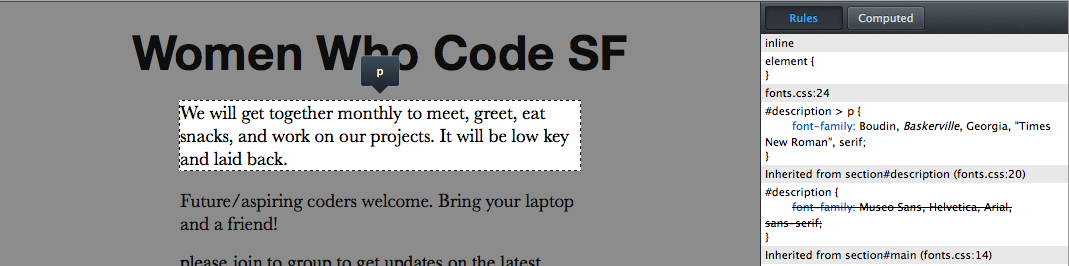 Women Who Code SF
p
We will get together monthly to meet, greet, eat
snacks, and work on our projects. It will be low key
and laid back.
Future/aspiring coders welcome. Bring your laptop
and a friend!
please join to group to get updates on the latest
Rules
Computed
inline
element {
}
fonts.css:24
#description > p {
font-family: Boudin, Baskerville, Georgia, "Times
New Roman", serif;
}
Inherited from section#description (fonts.css:20)
#description {
font-family: Museo Sans, Helvetica, Arial,
sans-serif;
}
Inherited from section#main (fonts.css:14)